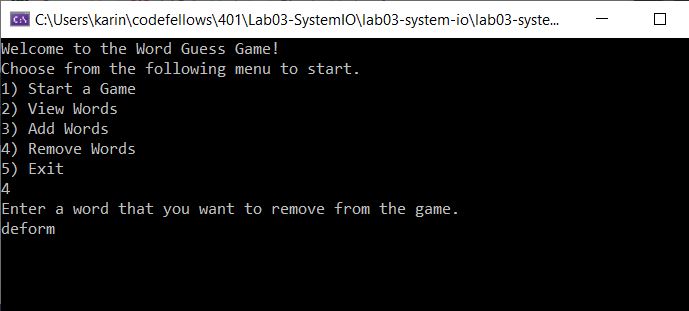 C:\Users\karin\codefellows\401\Lab03-SystemIO\lab03-system-io\lab03-syste...
Welcome to the Word Guess Game!
Choose from the following menu to start.
1) Start a Game
2) View Words
3) Add Words
4) Remove Words
5) Exit
4
Enter a word that you want to remove from the game.
deform